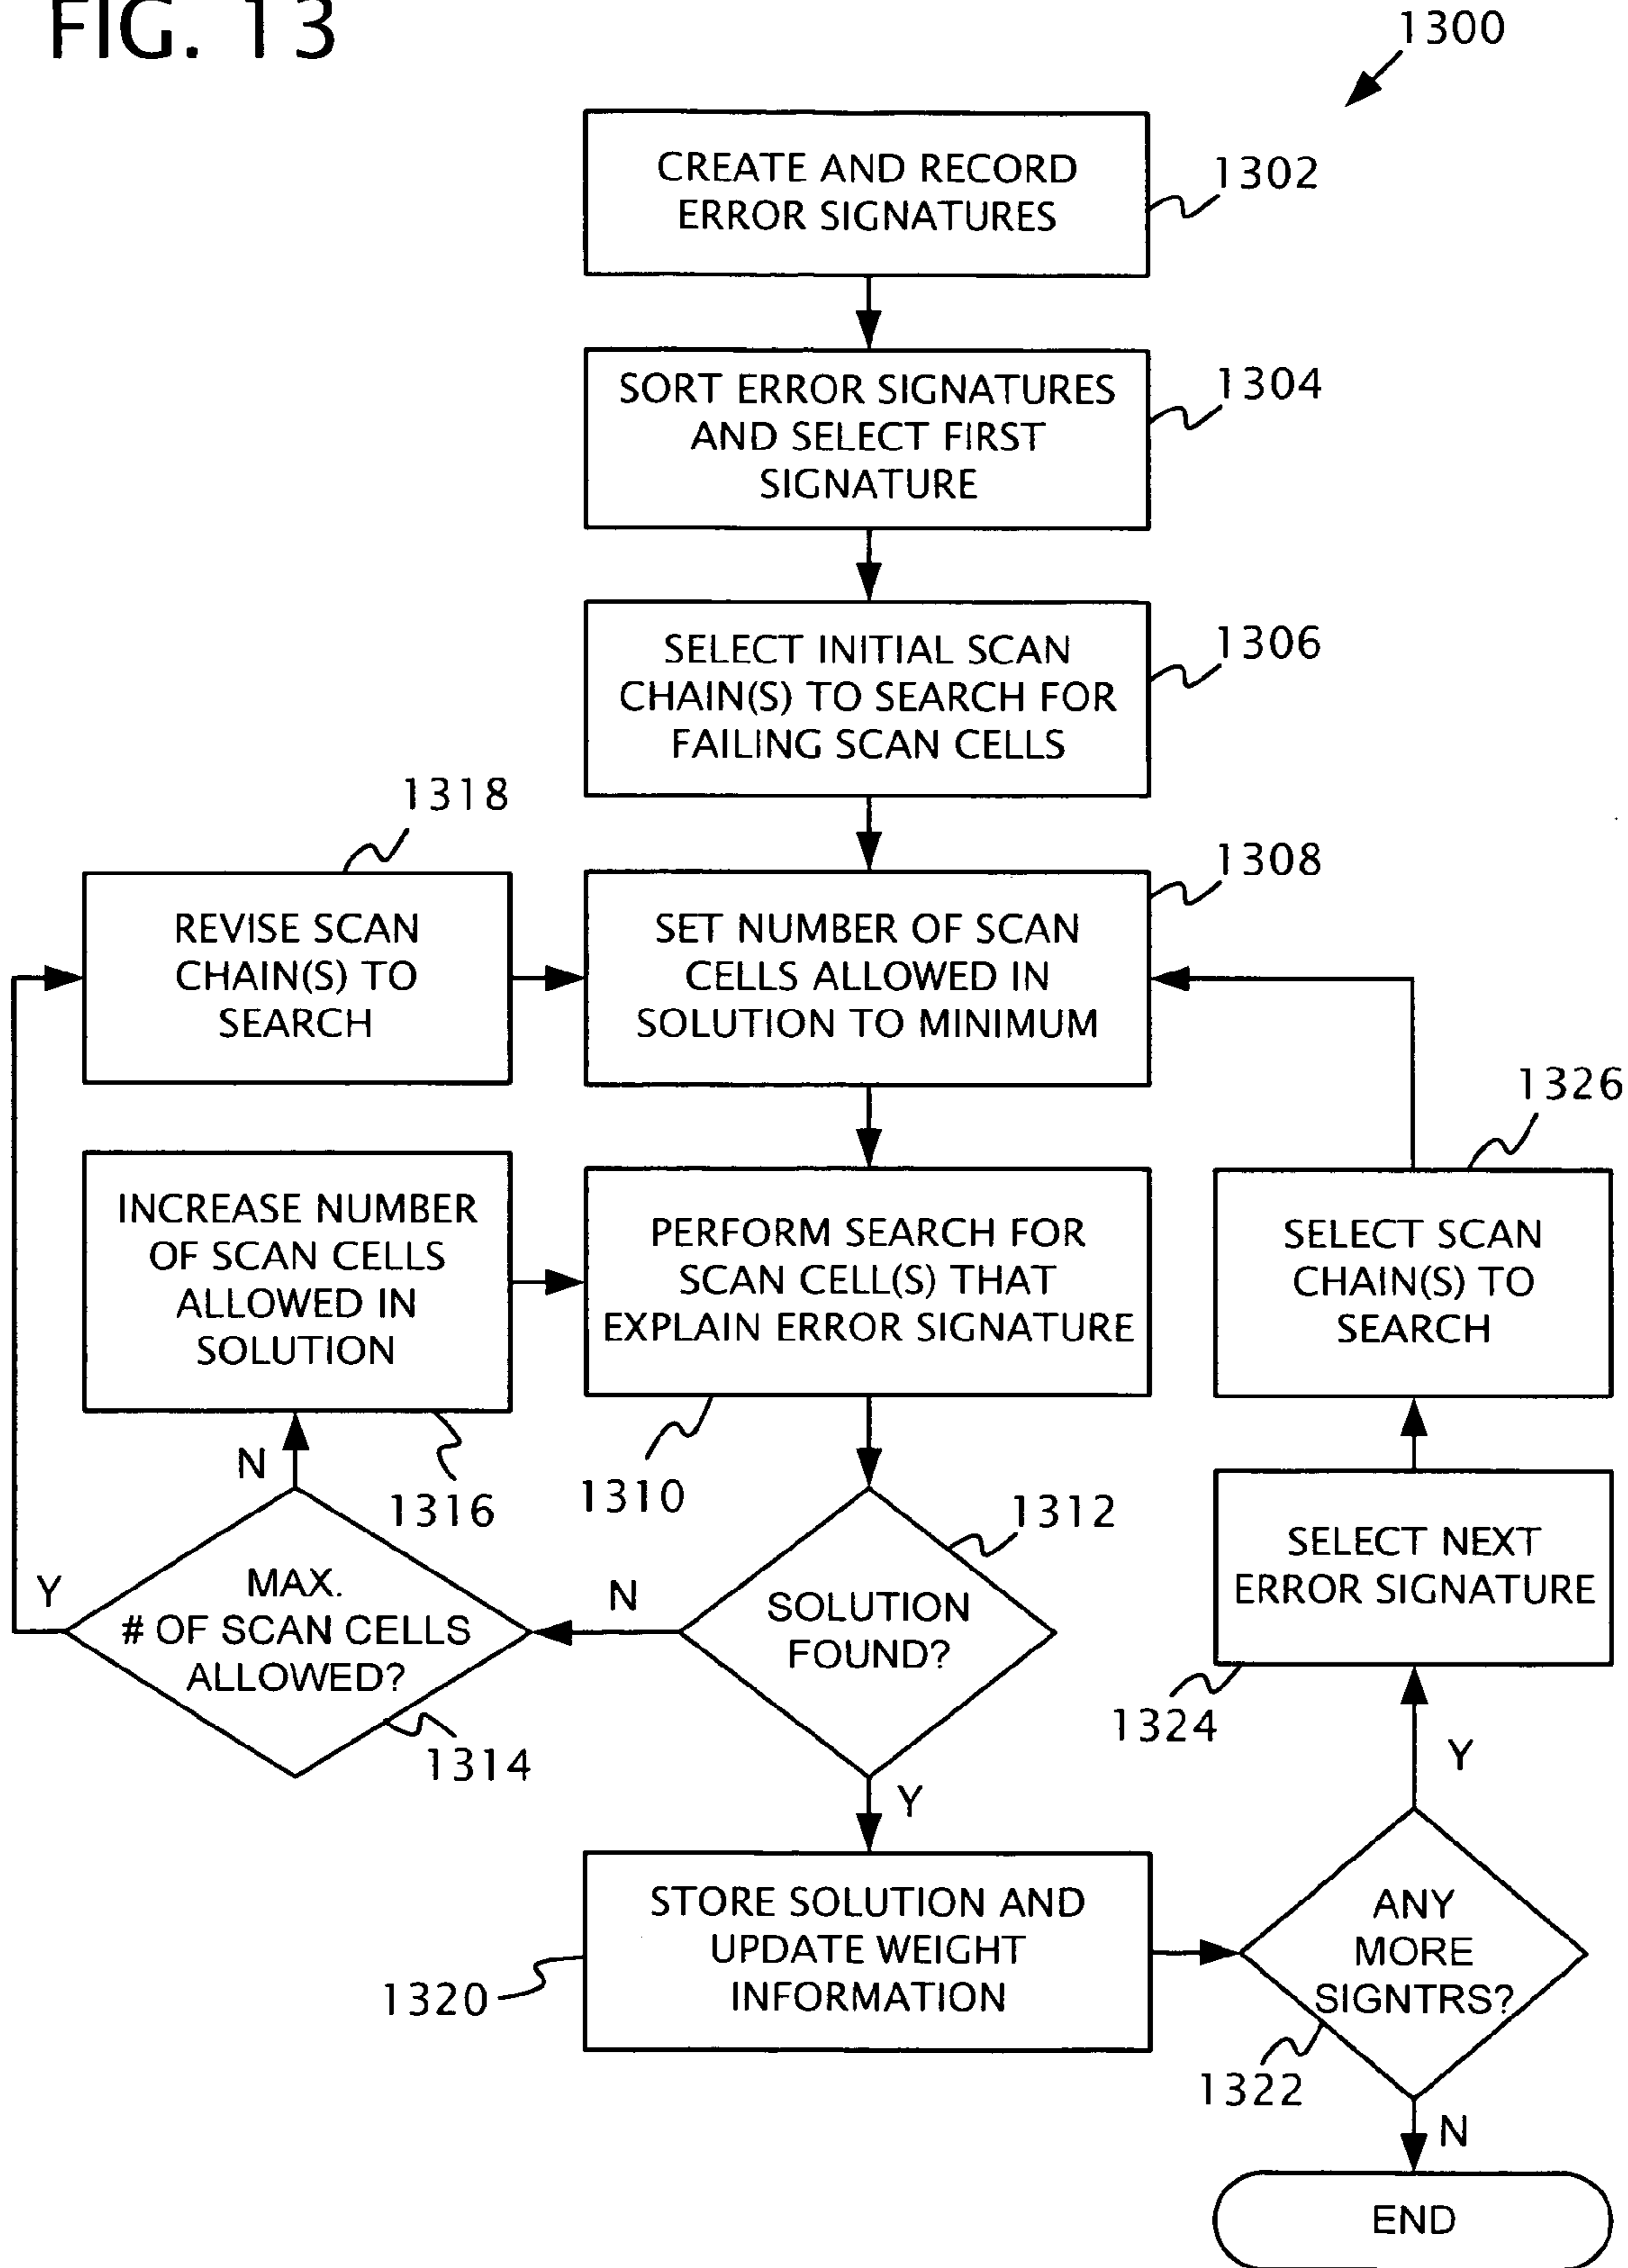 FIG. 13
1300
CREATE AND RECORD
ERROR SIGNATURES
1302
SORT ERROR SIGNATURES
AND SELECT FIRST
SIGNATURE
1304
SELECT INITIAL SCAN
CHAIN(S) TO SEARCH FOR
FAILING SCAN CELLS
1306
1318
REVISE SCAN
CHAIN(S) TO
SEARCH
SET NUMBER OF SCAN
CELLS ALLOWED IN
SOLUTION TO MINIMUM
1308
1326
INCREASE NUMBER
OF SCAN CELLS
ALLOWED IN
SOLUTION
PERFORM SEARCH FOR
SCAN CELL(S) THAT
EXPLAIN ERROR SIGNATURE
SELECT SCAN
CHAIN(S) TO
SEARCH
N
1316
1310
1312
SELECT NEXT
ERROR SIGNATURE
Y
MAX.
# OF SCAN CELLS
ALLOWED?
N
SOLUTION
FOUND?
1324
1314
Y
Y
STORE SOLUTION AND
UPDATE WEIGHT
INFORMATION
1320
ANY
MORE
SIGNTRS?
1322
N
END